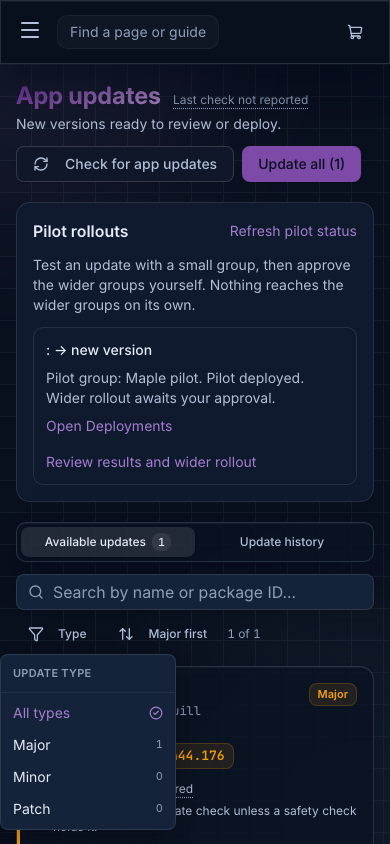 Find a page or guide
App updates Last check not reported
New versions ready to review or deploy.
Check for app updates Update all (1)
Pilot rollouts Refresh pilot status
Test an update with a small group, then approve
the wider groups yourself. Nothing reaches the
wider groups on its own.
: → new version
Pilot group: Maple pilot. Pilot deployed.
Wider rollout awaits your approval.
Open Deployments
Review results and wider rollout
Available updates 1 Update history
Search by name or package ID...
Type Major first 1 of 1
UPDATE TYPE
Major
All types
Major 1
44.176
Minor 0
Patch 0
unless a safety check